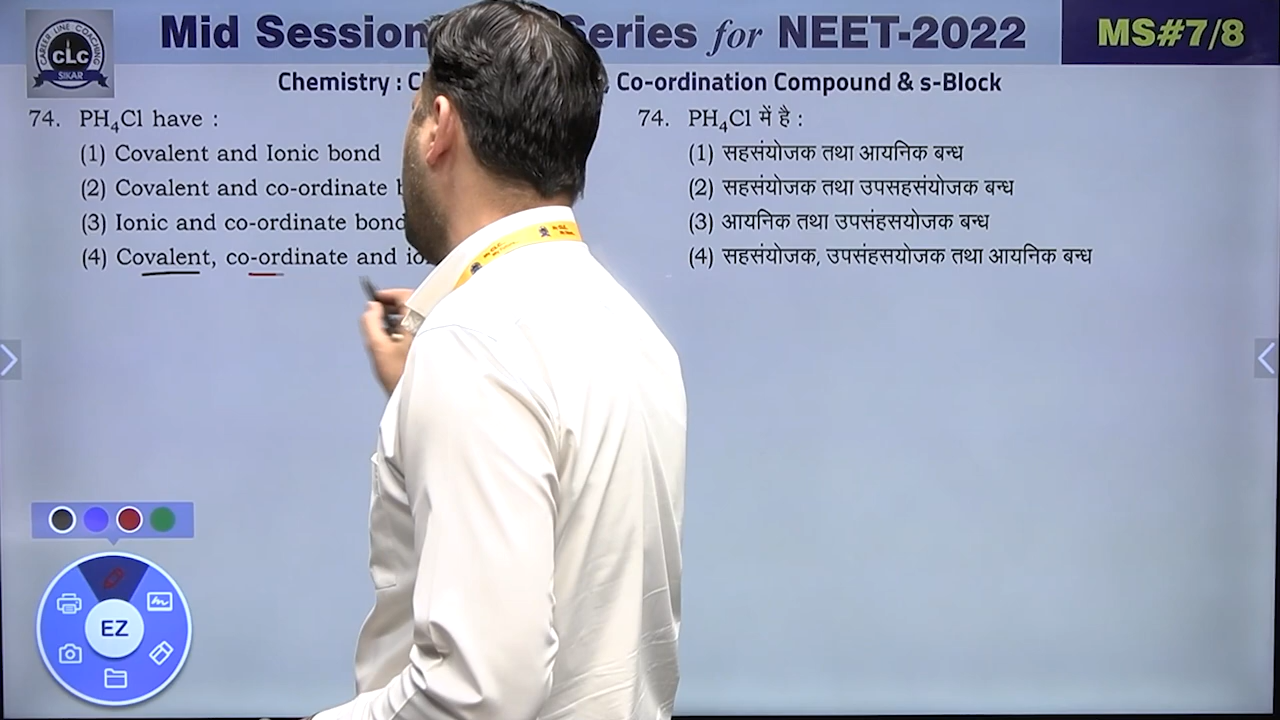 CAREER LINE COACHING
CLC
SIKAR
Mid Session Series for NEET-2022
MS#7/8
Chemistry : Co-ordination Compound & s-Block
74. PH₄Cl have :
(1) Covalent and Ionic bond
(2) Covalent and co-ordinate
(3) Ionic and co-ordinate bond
(4) Covalent, co-ordinate and
74. PH₄Cl में है :
(1) सहसंयोजक तथा आयनिक बन्ध
(2) सहसंयोजक तथा उपसहसंयोजक बन्ध
(3) आयनिक तथा उपसंहसयोजक बन्ध
(4) सहसंयोजक, उपसंहसयोजक तथा आयनिक बन्ध
EZ